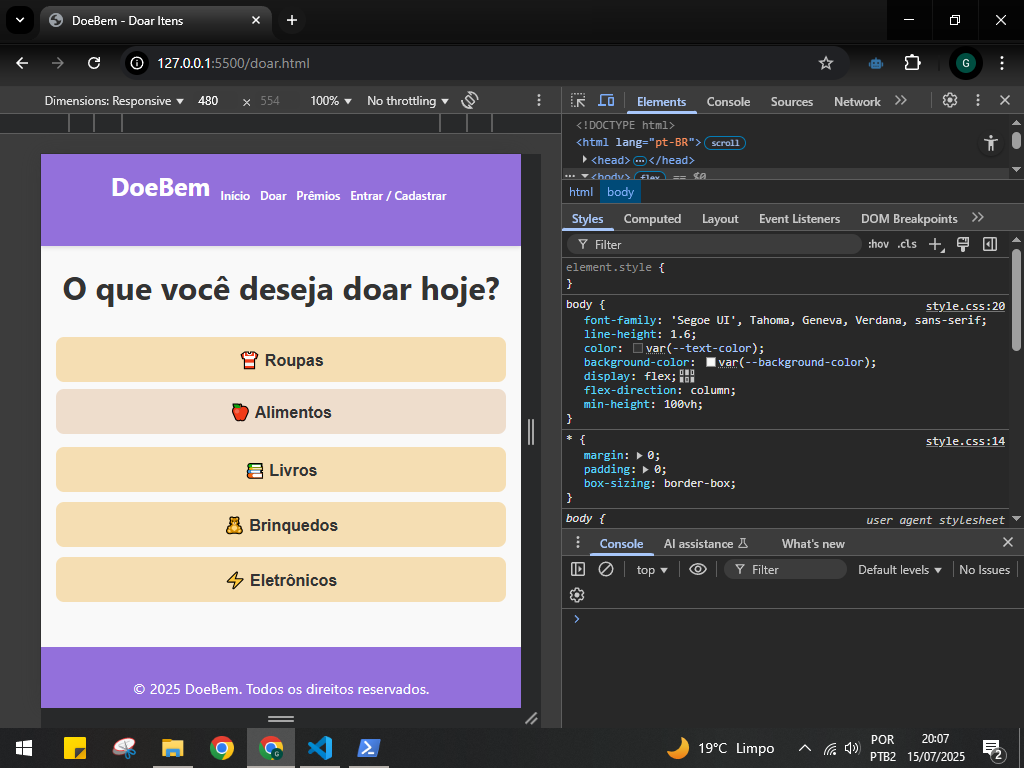 DoeBem - Doar Itens
127.0.0.1:5500/doar.html
G
Dimensions: Responsive 480 × 554 100% No throttling
Elements Console Sources Network
<!DOCTYPE html>
<html lang="pt-BR"> scroll
<head> </head>
<body> flex == $0
html body
Styles Computed Layout Event Listeners DOM Breakpoints
Filter :hov .cls
element.style {
}
body { style.css:20
font-family: 'Segoe UI', Tahoma, Geneva, Verdana, sans-serif;
line-height: 1.6;
color: var(--text-color);
background-color: var(--background-color);
display: flex;
flex-direction: column;
min-height: 100vh;
}
* { style.css:14
margin: 0;
padding: 0;
box-sizing: border-box;
}
body { user agent stylesheet
Console AI assistance What's new
top Filter Default levels No Issues
DoeBem Início Doar Prêmios Entrar / Cadastrar
O que você deseja doar hoje?
Roupas
Alimentos
Livros
Brinquedos
Eletrônicos
© 2025 DoeBem. Todos os direitos reservados.
19°C Limpo
POR
PTB2
20:07
15/07/2025
2